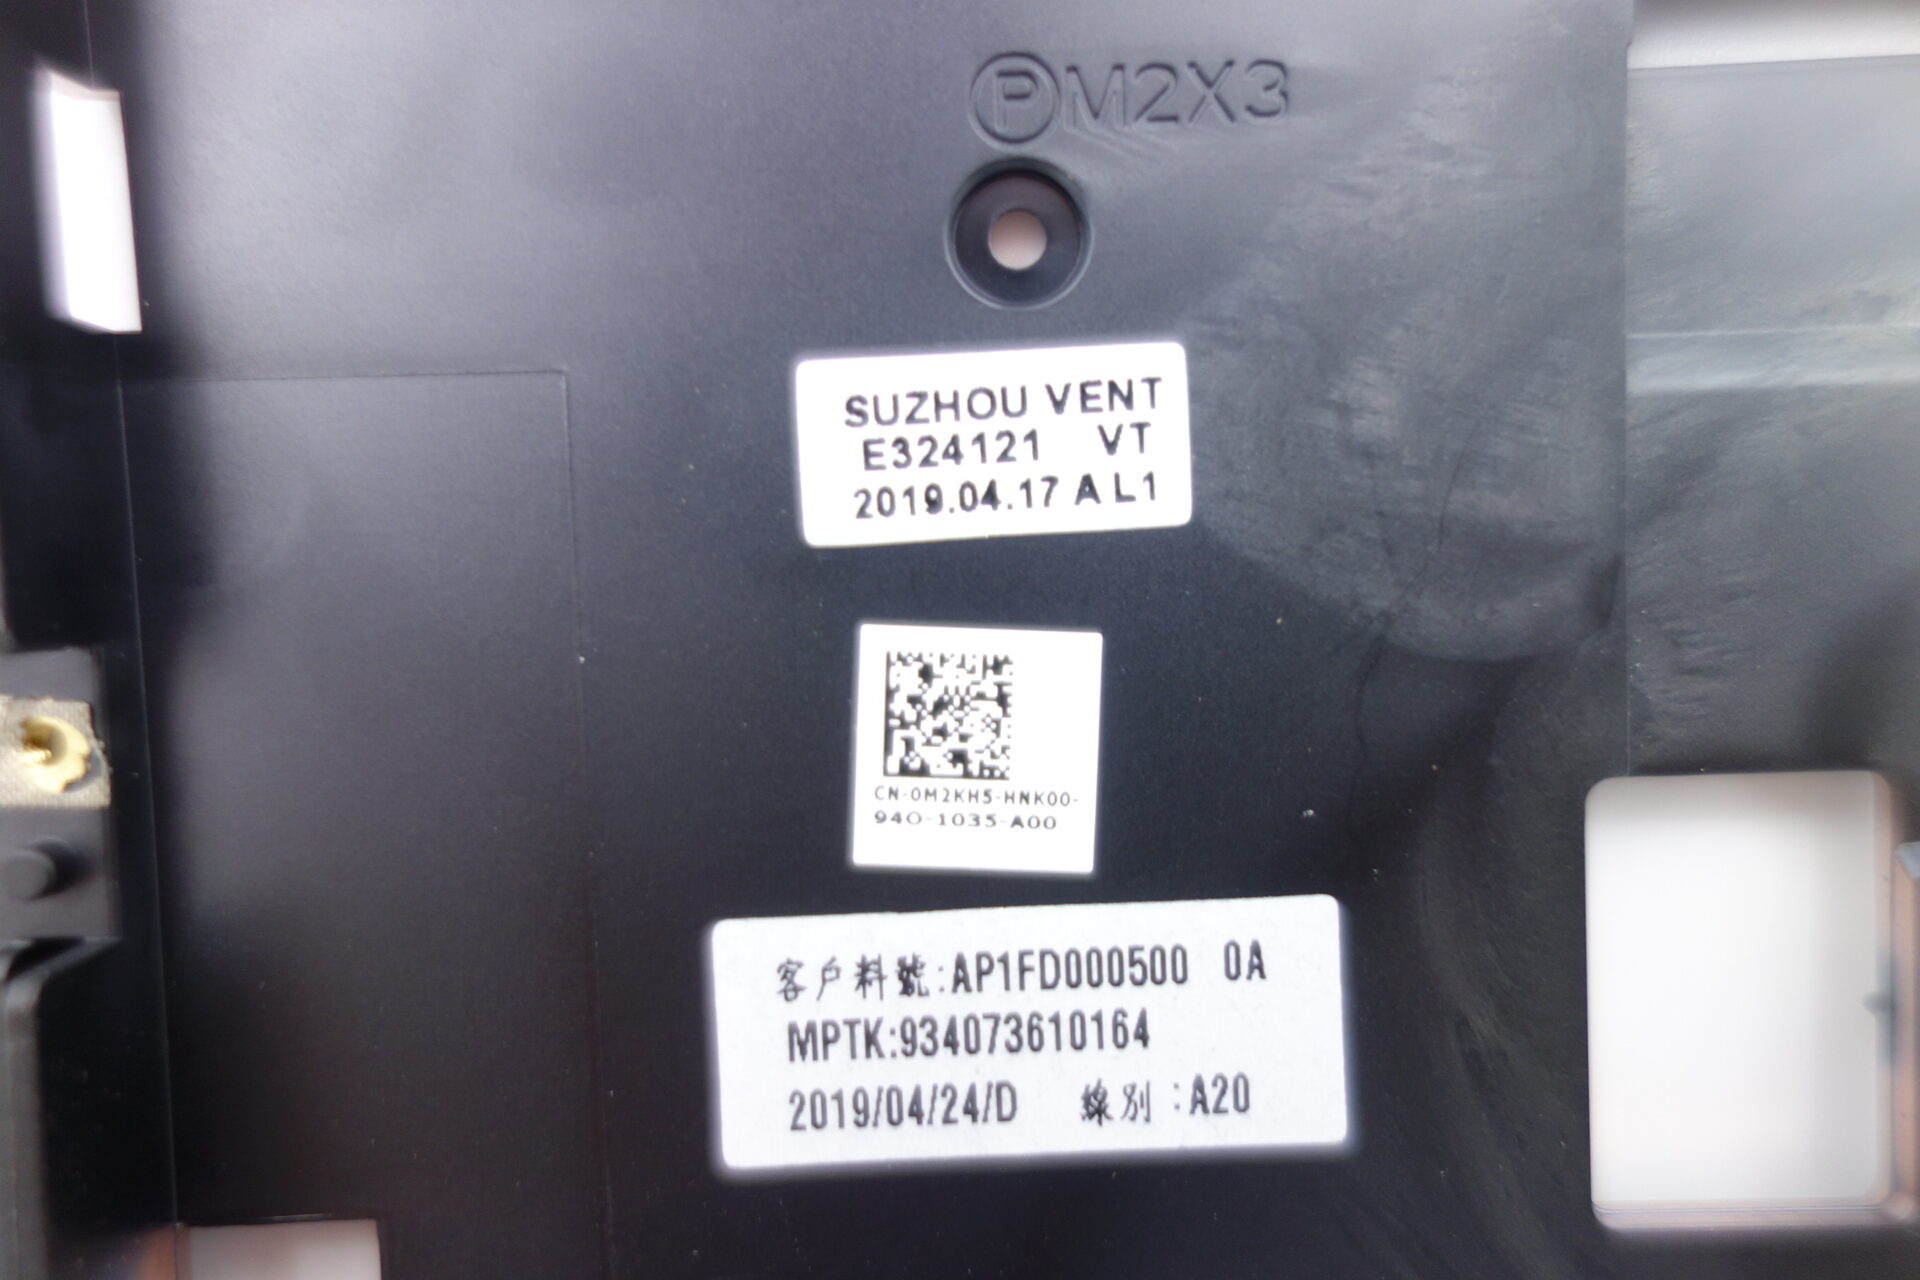 ⓅM2X3
SUZHOU VENT
E324121 VT
2019.04.17 A L1
CN-0M2KH5-HNK00-
940-1035-A00
客户料號:AP1FD000500 0A
MPTK:934073610164
2019/04/24/D 線別:A20